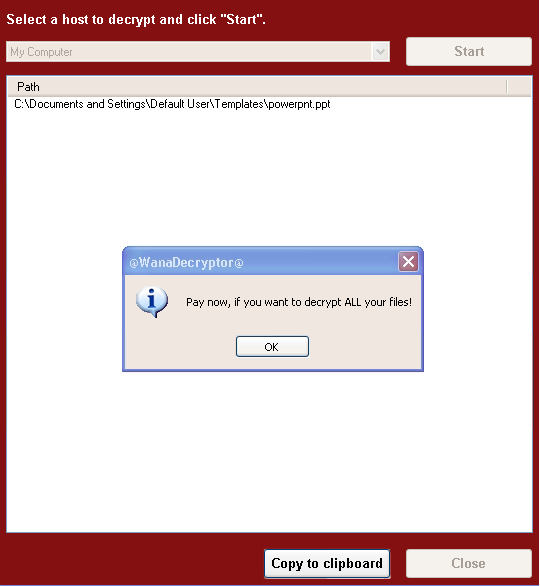 Select a host to decrypt and click "Start".
My Computer
Start
Path
C:\Documents and Settings\Default User\Templates\powerpnt.ppt
@WanaDecryptor@
Pay now, if you want to decrypt ALL your files!
OK
Copy to clipboard
Close